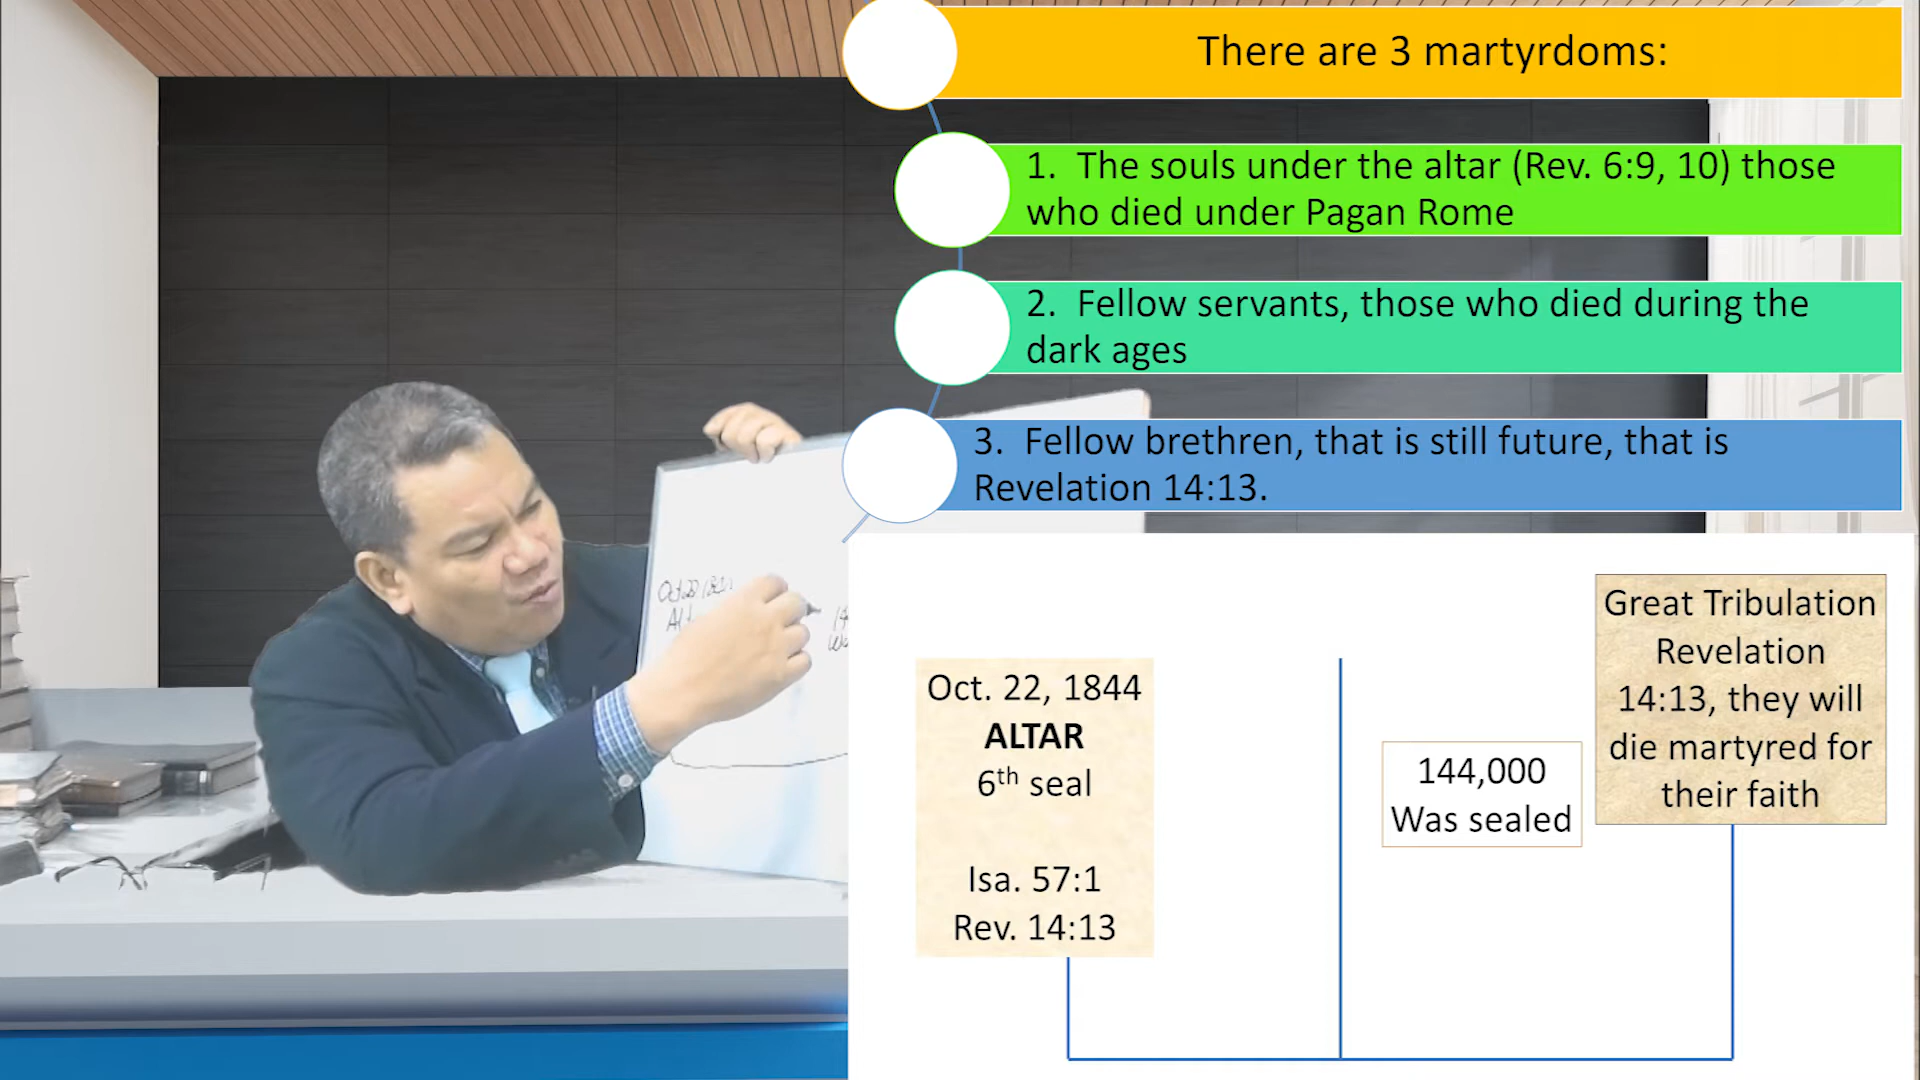 There are 3 martyrdoms:
1. The souls under the altar (Rev. 6:9, 10) those
who died under Pagan Rome
2. Fellow servants, those who died during the
dark ages
3. Fellow brethren, that is still future, that is
Revelation 14:13.
Oct. 22, 1844
ALTAR
6th seal
Isa. 57:1
Rev. 14:13
144,000
Was sealed
Great Tribulation
Revelation
14:13, they will
die martyred for
their faith